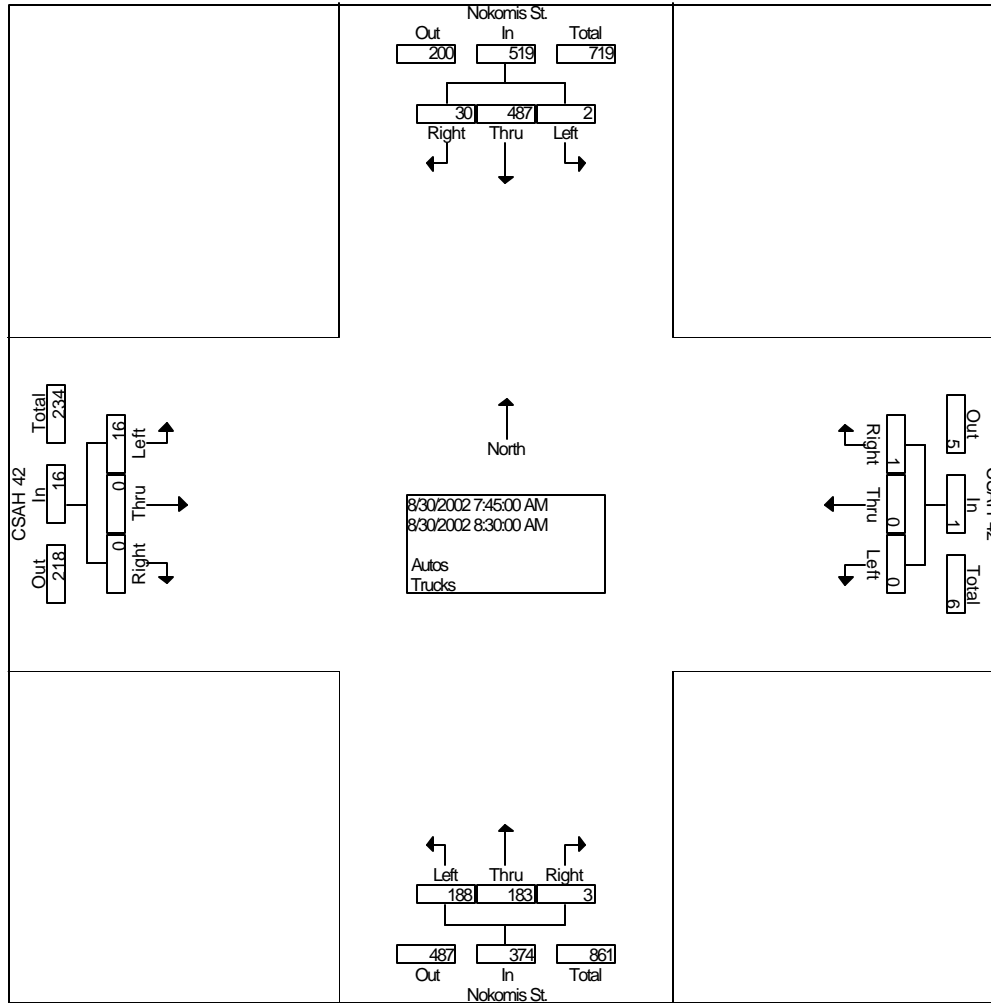 Nokomis St.
Out In Total
200 519 719
30 487 2
Right Thru Left
CSAH 42
Total In Out
234 16 218
16 0 0
Left Thru Right
North
8/30/2002 7:45:00 AM
8/30/2002 8:30:00 AM
Autos
Trucks
Right Thru Left
1 0 0
Out In Total
5 1 6
CSAH 42
Left Thru Right
188 183 3
487 374 861
Out In Total
Nokomis St.